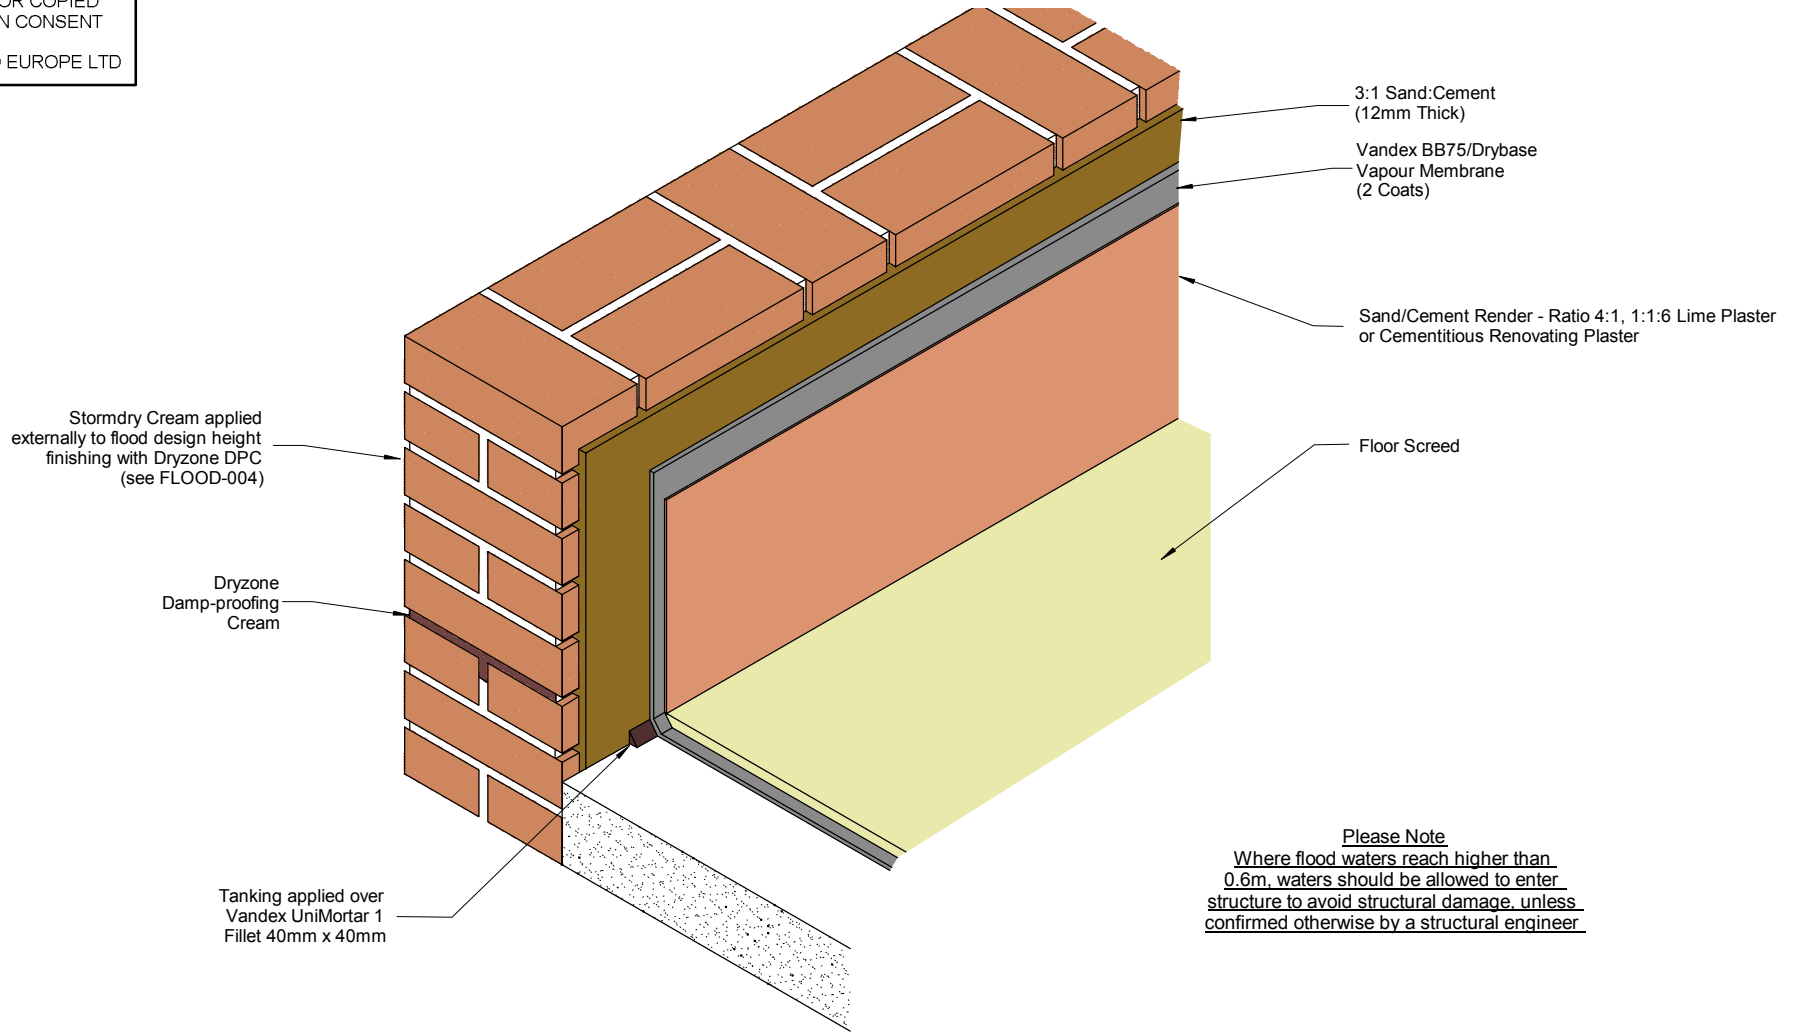 OR COPIED
N CONSENT
EUROPE LTD
3:1 Sand:Cement
(12mm Thick)
Vandex BB75/Drybase
Vapour Membrane
(2 Coats)
Sand/Cement Render - Ratio 4:1, 1:1:6 Lime Plaster
or Cementitious Renovating Plaster
Stormdry Cream applied
externally to flood design height
finishing with Dryzone DPC
(see FLOOD-004)
Floor Screed
Dryzone
Damp-proofing
Cream
Tanking applied over
Vandex UniMortar 1
Fillet 40mm x 40mm
Please Note
Where flood waters reach higher than
0.6m, waters should be allowed to enter
structure to avoid structural damage, unless
confirmed otherwise by a structural engineer